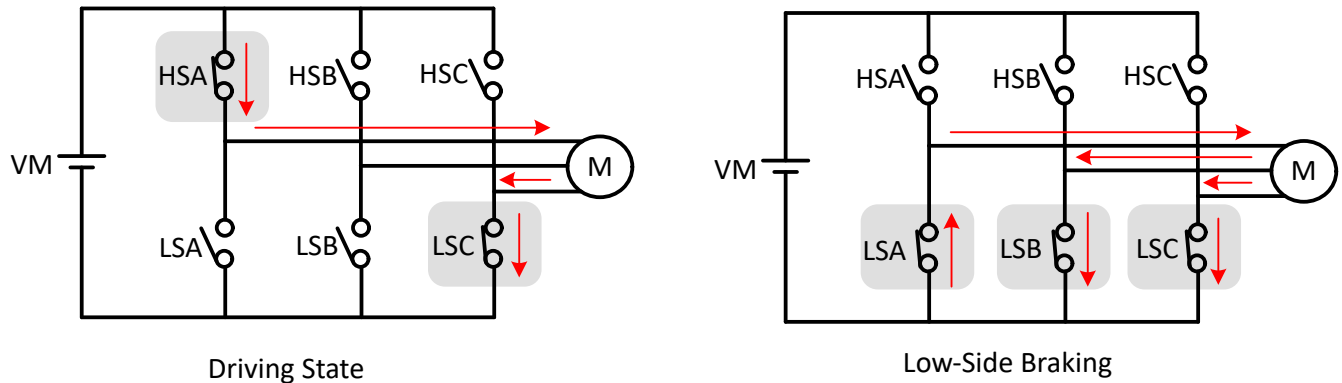 HSA
HSB
HSC
VM
M
LSA
LSB
LSC
Driving State
HSA
HSB
HSC
VM
M
LSA
LSB
LSC
Low-Side Braking